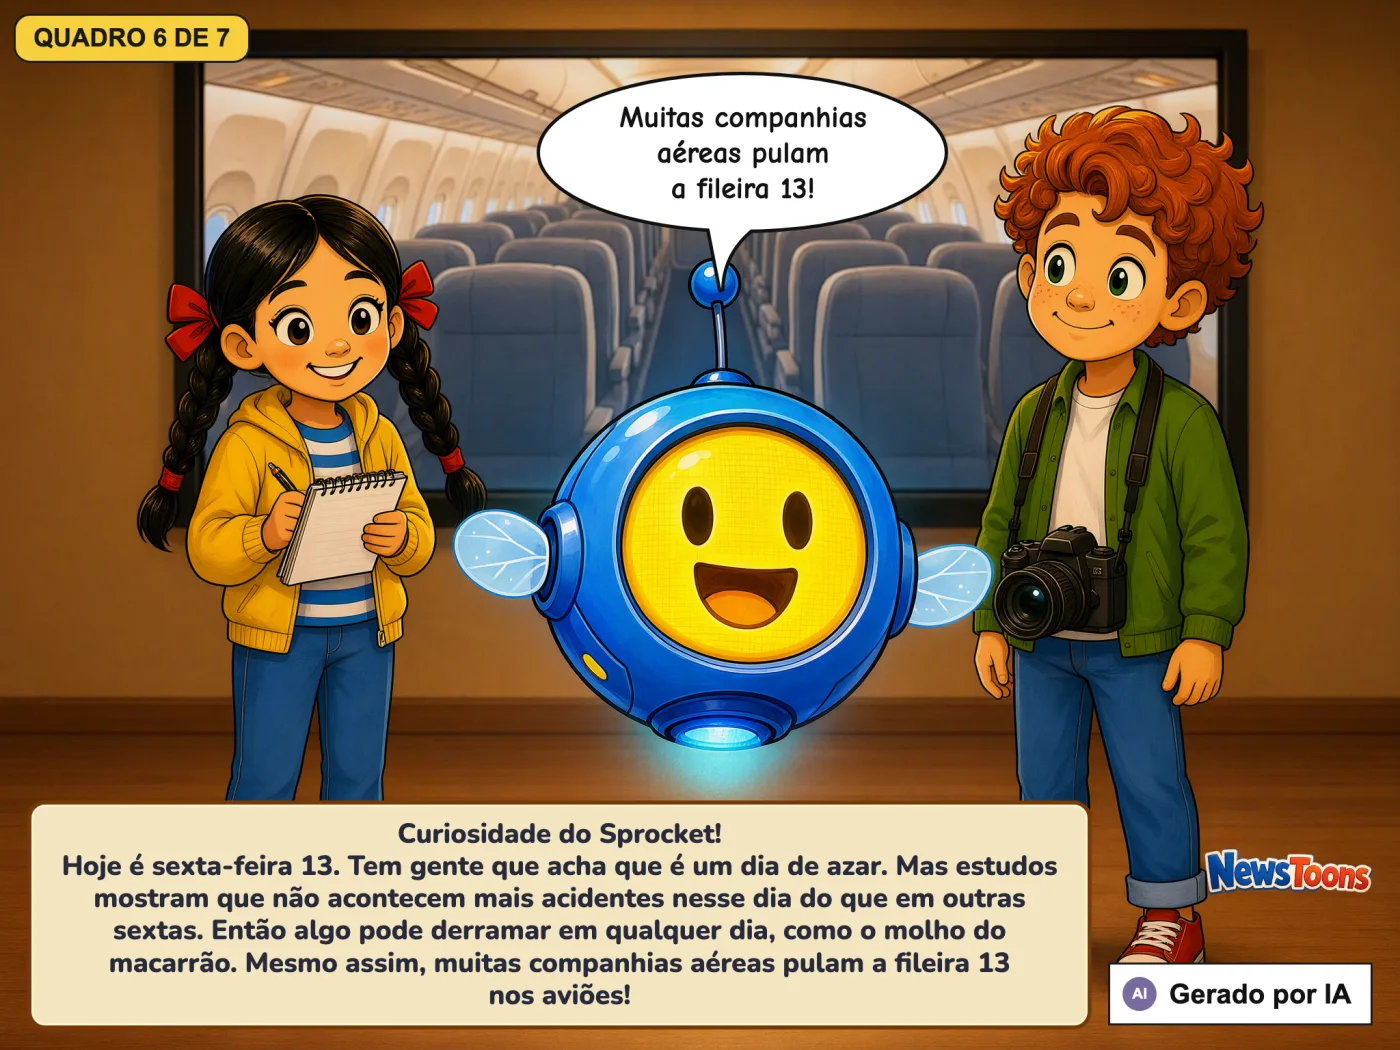 QUADRO 6 DE 7
Muitas companhias
aéreas pulam
a fileira 13!
Curiosidade do Sprocket!
Hoje é sexta-feira 13. Tem gente que acha que é um dia de azar. Mas estudos
mostram que não acontecem mais acidentes nesse dia do que em outras
sextas. Então algo pode derramar em qualquer dia, como o molho do
macarrão. Mesmo assim, muitas companhias aéreas pulam a fileira 13
nos aviões!
NewsToons
AI Gerado por IA